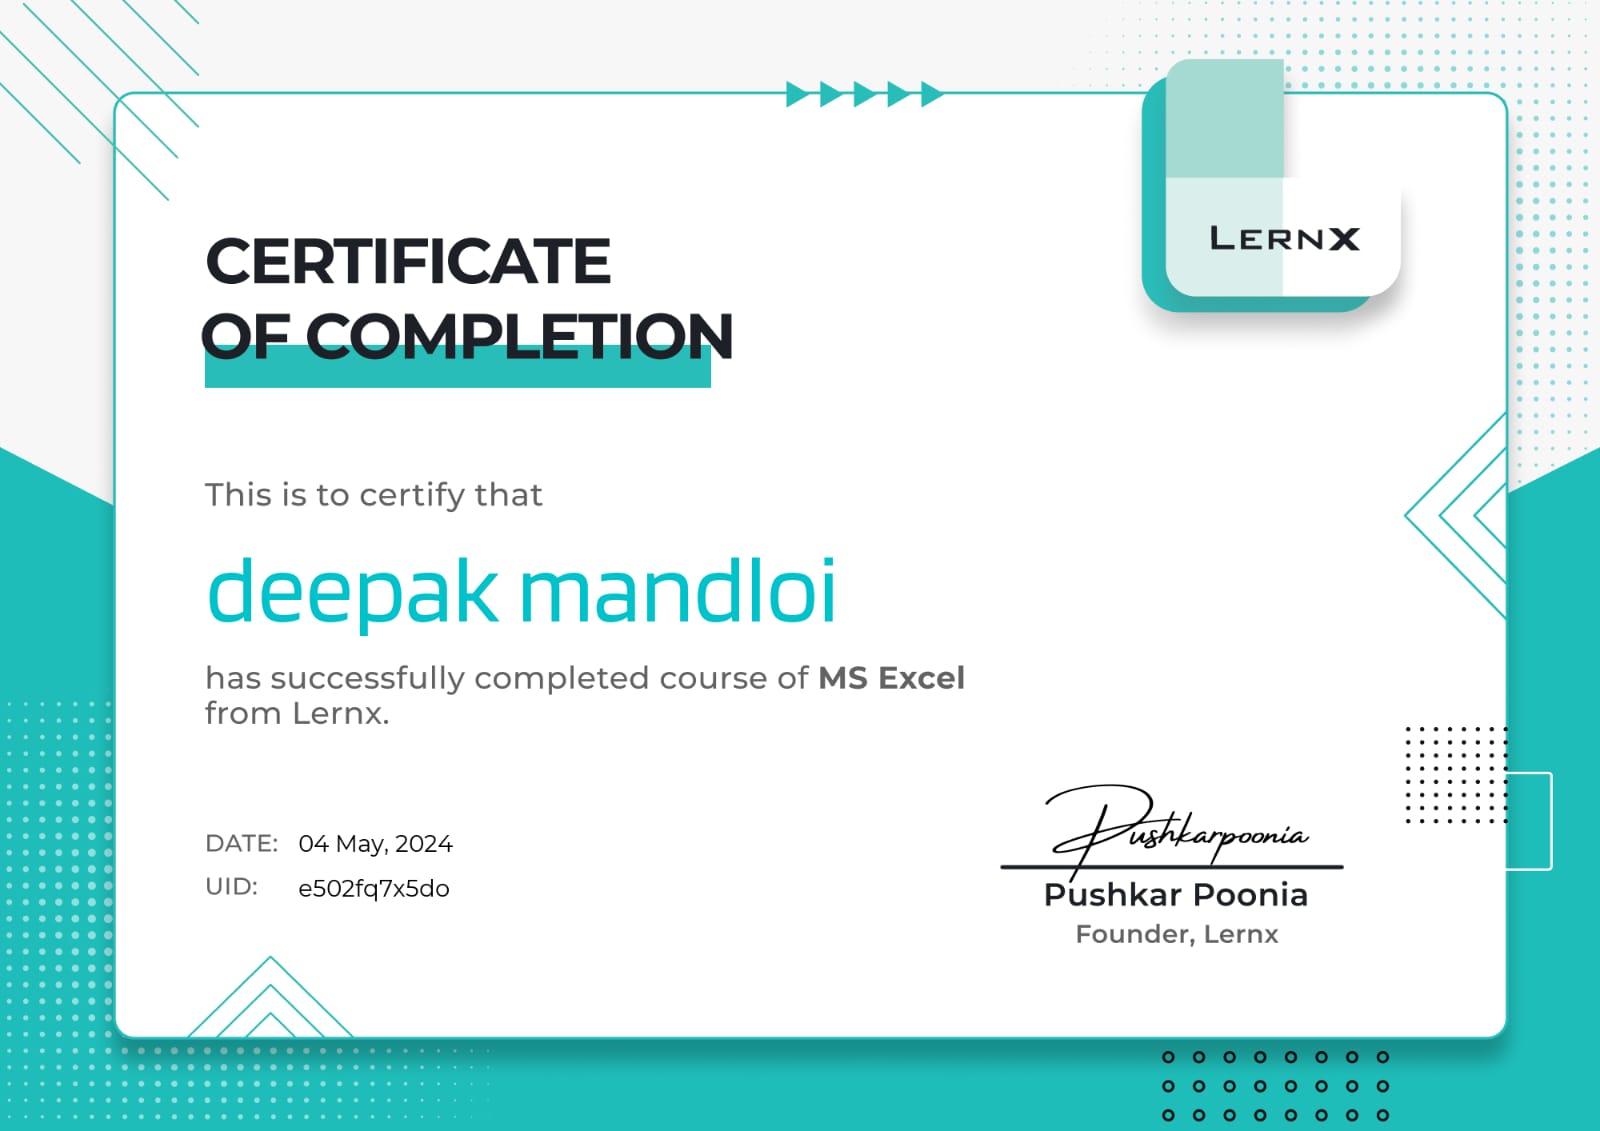 LERNX
CERTIFICATE
OF COMPLETION
This is to certify that
deepak mandloi
has successfully completed course of MS Excel
from Lernx.
DATE: 04 May, 2024
UID: e502fq7x5do
Pushkarpoonia
Pushkar Poonia
Founder, Lernx